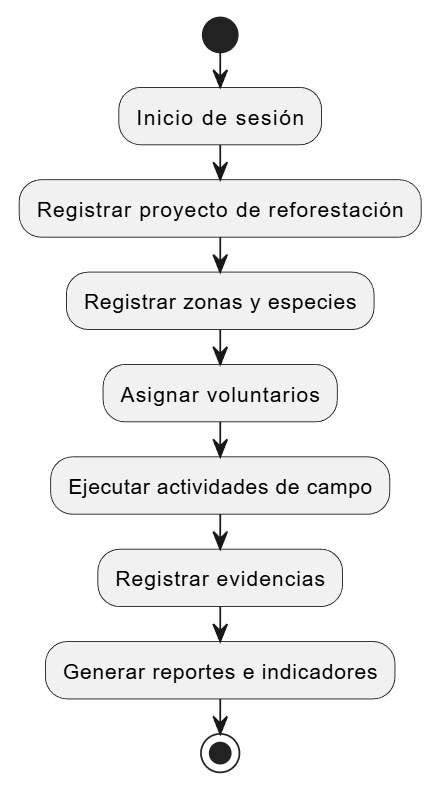 Inicio de sesión
Registrar proyecto de reforestación
Registrar zonas y especies
Asignar voluntarios
Ejecutar actividades de campo
Registrar evidencias
Generar reportes e indicadores